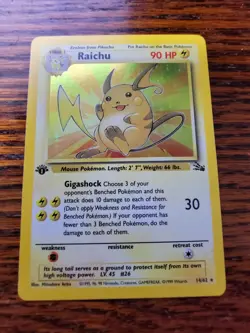 Evolves from Pikachu Put Raichu on the Basic Pokémon
Raichu 90 HP
Mouse Pokémon. Length: 2' 7", Weight: 66 lbs.
Gigashock Choose 3 of your
opponent's Benched Pokémon and this
attack does 10 damage to each of them.
(Don't apply Weakness and Resistance for
Benched Pokémon.) If your opponent has
fewer than 3 Benched Pokémon, do the
damage to each of them.
30
weakness resistance retreat cost
Its long tail serves as a ground to protect itself from its own
high voltage power. LV. 45 #26
14/62